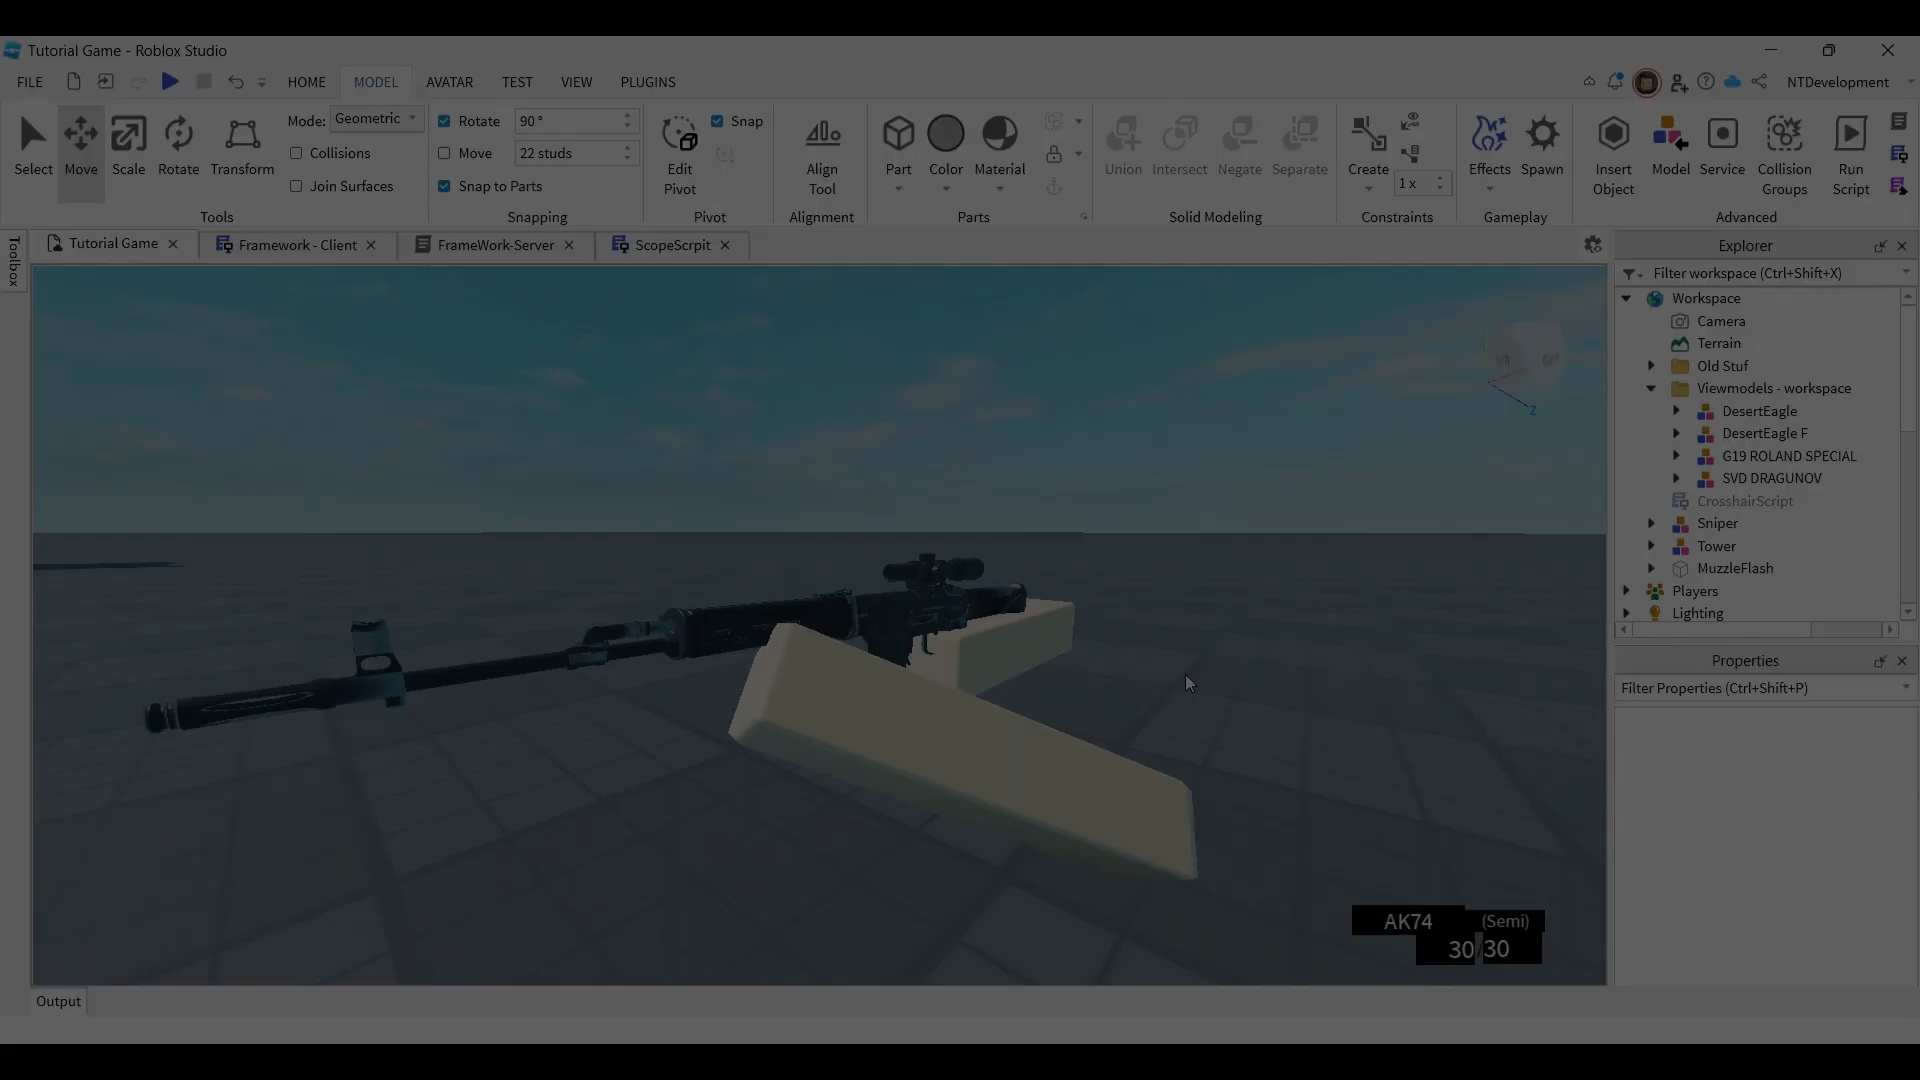 Tutorial Game - Roblox Studio
FILE HOME MODEL AVATAR TEST VIEW PLUGINS NTDevelopment
Select Move Scale Rotate Transform
Mode: Geometric
Collisions
Join Surfaces
Tools
Rotate 90 °
Move 22 studs
Snap to Parts
Snapping
Edit Pivot
Snap
Pivot
Align Tool
Alignment
Part Color Material
Parts
Union Intersect Negate Separate
Solid Modeling
Create 1 x
Constraints
Effects Spawn
Gameplay
Insert Object Model Service Collision Groups Run Script
Advanced
Toolbox
Tutorial Game Framework - Client FrameWork-Server ScopeScrpit
Explorer
Filter workspace (Ctrl+Shift+X)
Workspace
Camera
Terrain
Old Stuf
Viewmodels - workspace
DesertEagle
DesertEagle F
G19 ROLAND SPECIAL
SVD DRAGUNOV
CrosshairScript
Sniper
Tower
MuzzleFlash
Players
Lighting
Properties
Filter Properties (Ctrl+Shift+P)
Z
AK74 (Semi)
30/30
Output